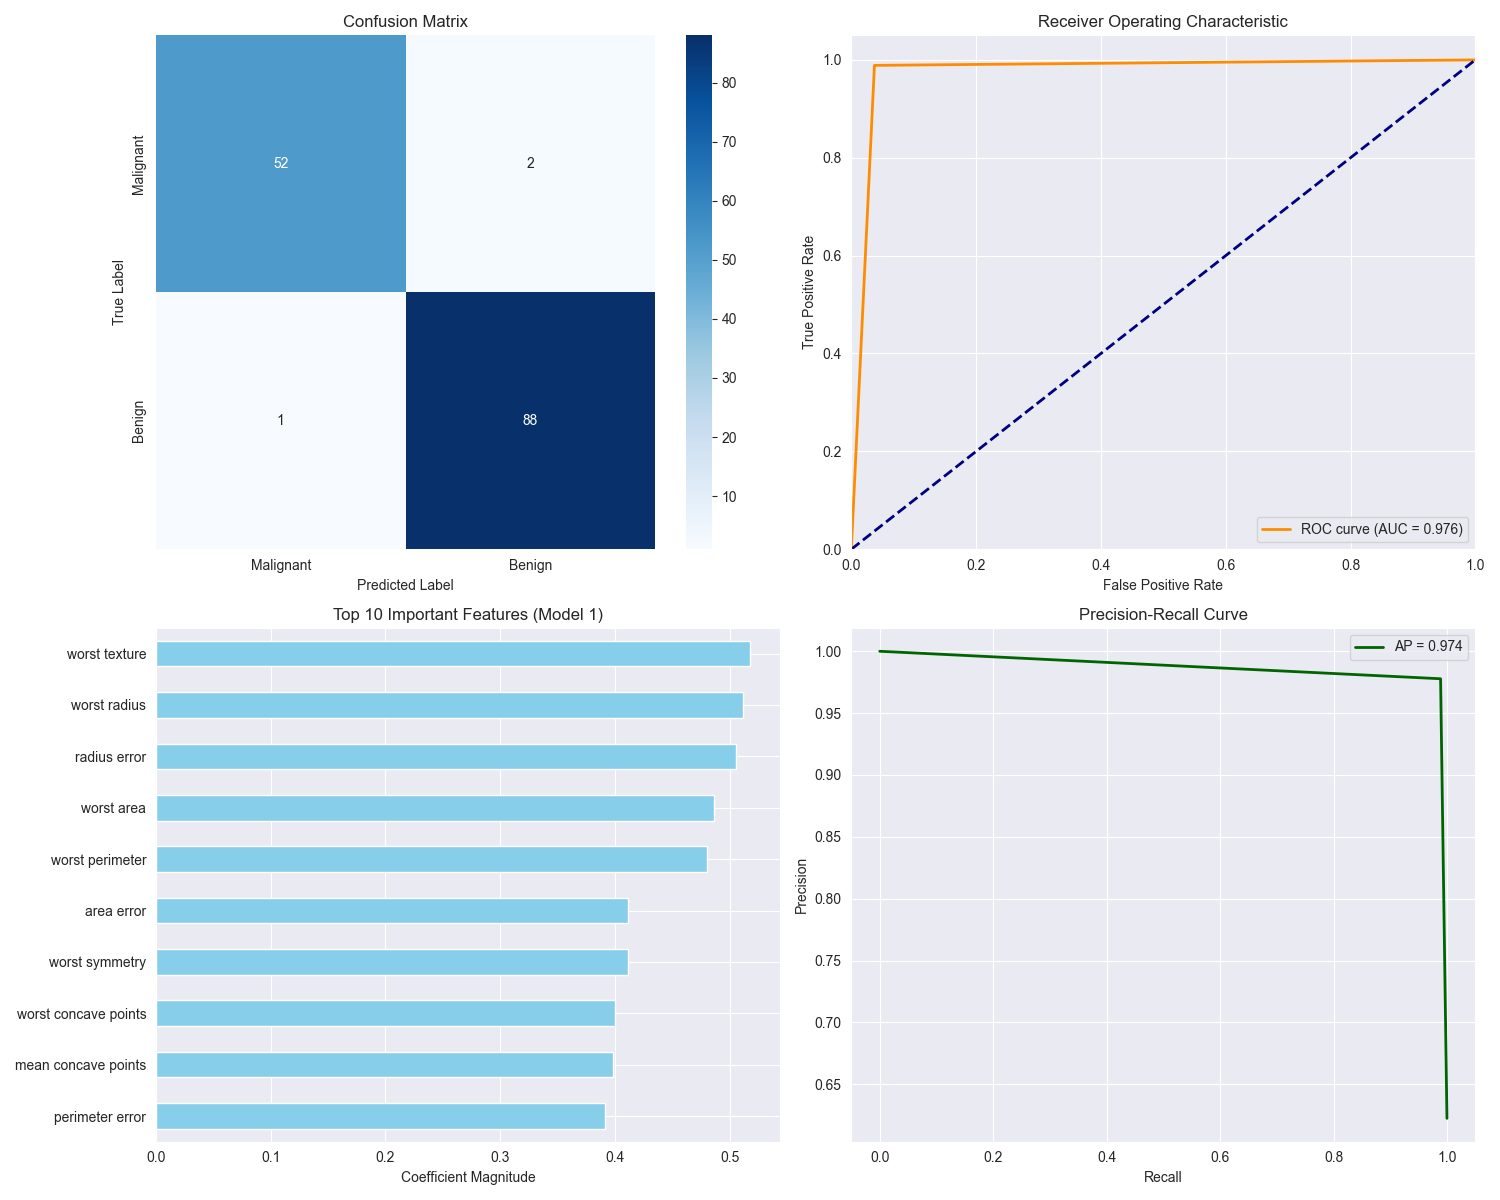 Confusion Matrix
Malignant
Benign
True Label
52
2
1
88
Malignant
Benign
Predicted Label
80
70
60
50
40
30
20
10
Receiver Operating Characteristic
True Positive Rate
1.0
0.8
0.6
0.4
0.2
0.0
0.0
0.2
0.4
0.6
0.8
1.0
False Positive Rate
ROC curve (AUC = 0.976)
Top 10 Important Features (Model 1)
worst texture
worst radius
radius error
worst area
worst perimeter
area error
worst symmetry
worst concave points
mean concave points
perimeter error
0.0
0.1
0.2
0.3
0.4
0.5
Coefficient Magnitude
Precision-Recall Curve
AP = 0.974
Precision
1.00
0.95
0.90
0.85
0.80
0.75
0.70
0.65
0.0
0.2
0.4
0.6
0.8
1.0
Recall